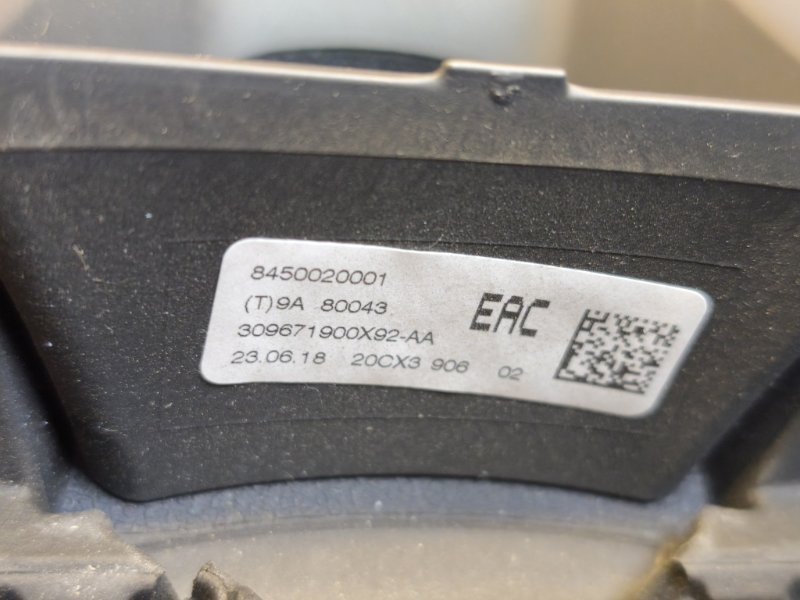 8450020001
(T)9A 80043
309671900X92-AA
23.06.18 20CX3 906 02
EAC